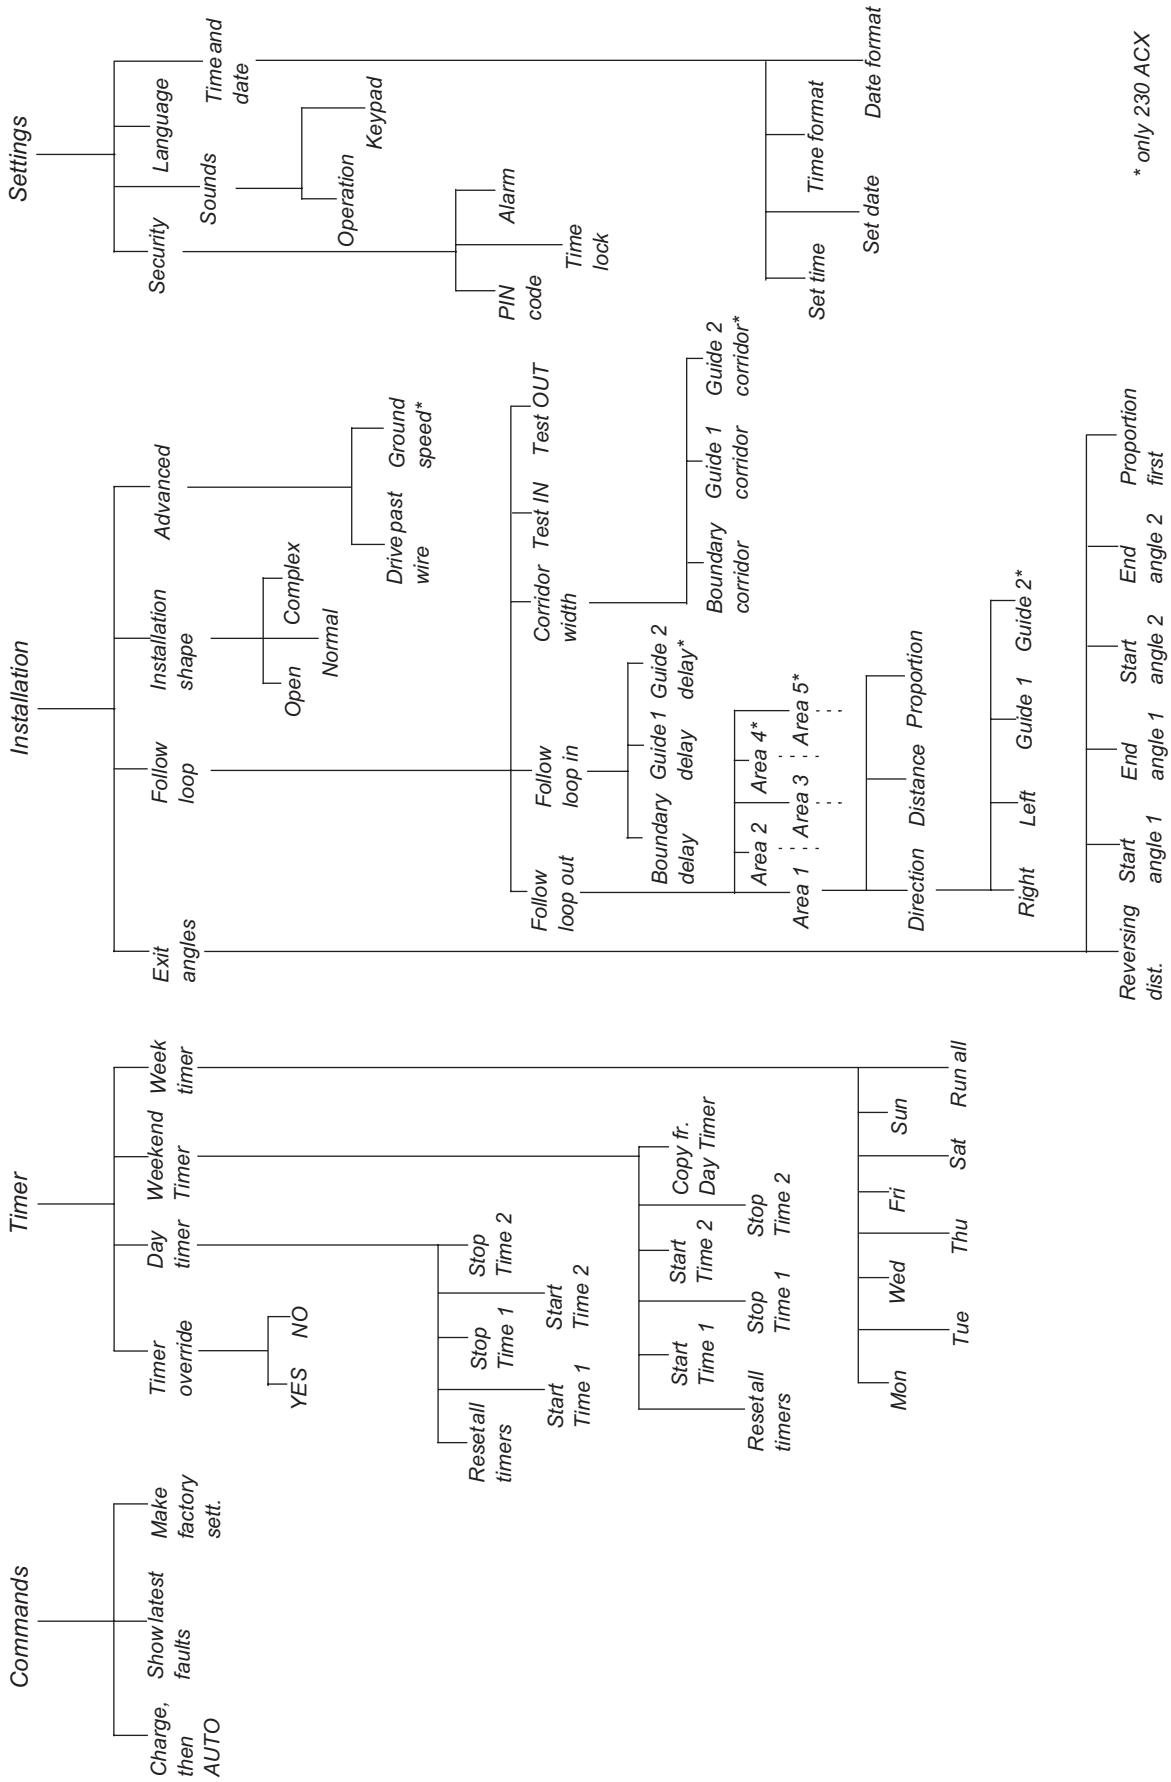 Commands
Charge,
then
AUTO
Show latest
faults
Make
factory
sett.
Timer
Timer
override
YES
NO
Day
timer
Reset all
timers
Start
Time 1
Stop
Time 1
Start
Time 2
Stop
Time 2
Weekend
Timer
Reset all
timers
Start
Time 1
Stop
Time 1
Start
Time 2
Stop
Time 2
Copy fr.
Day Timer
Week
timer
Mon
Tue
Wed
Thu
Fri
Sat
Sun
Run all
Installation
Exit
angles
Reversing
dist.
Start
angle 1
End
angle 1
Start
angle 2
End
angle 2
Proportion
first
Follow
loop
Follow
loop out
Area 1
Area 2
Area 3
Area 4*
Area 5*
Direction
Distance
Proportion
Right
Left
Guide 1
Guide 2*
Follow
loop in
Boundary
delay
Guide 1
delay
Guide 2
delay*
Corridor
width
Boundary
corridor
Guide 1
corridor
Guide 2
corridor*
Test IN
Test OUT
Installation
shape
Open
Normal
Complex
Advanced
Drive past
wire
Ground
speed*
Settings
Security
PIN
code
Time
lock
Alarm
Sounds
Operation
Keypad
Language
Time and
date
Set time
Set date
Time format
Date format
* only 230 ACX